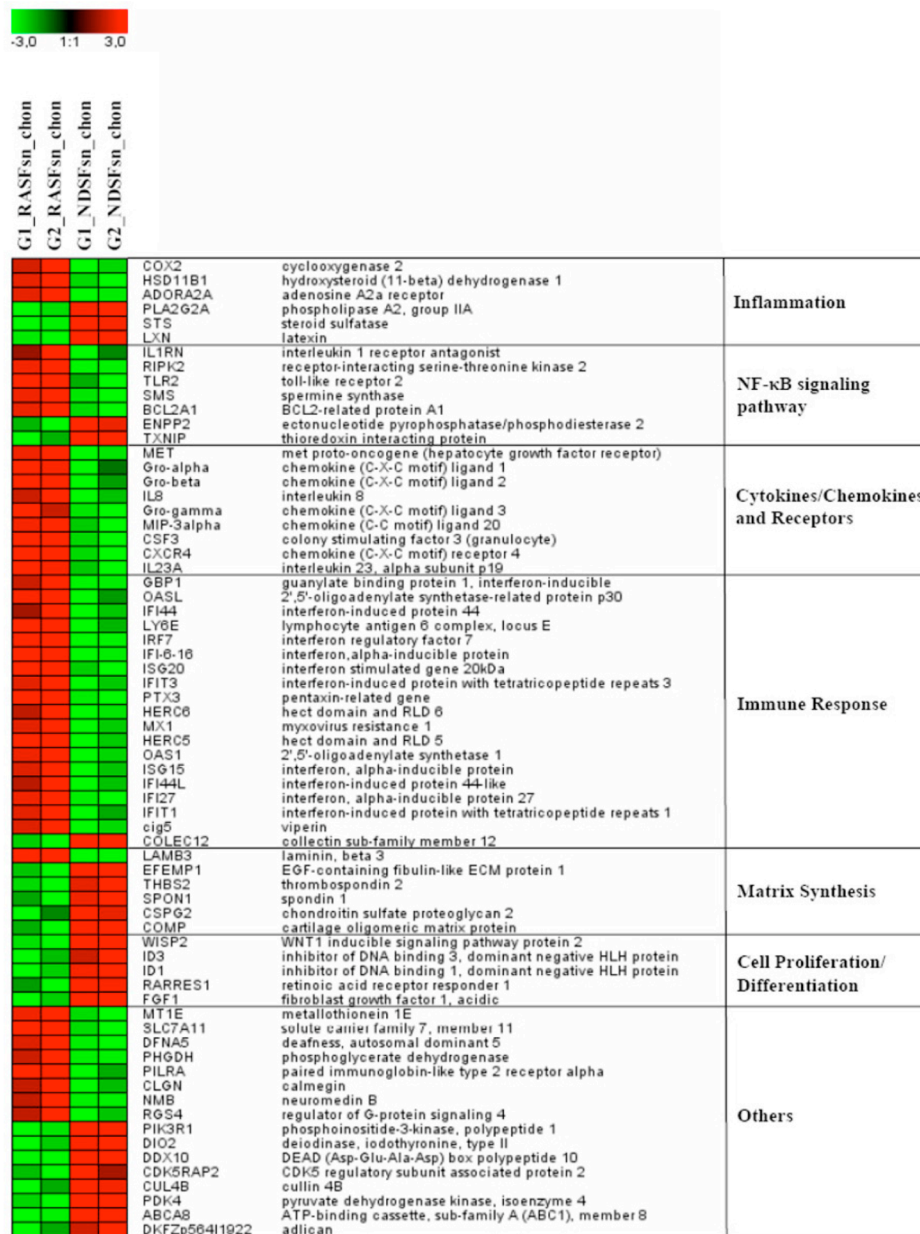 -3,0 1:1 3,0
G1_RASFsn_chon
G2_RASFsn_chon
G1_NDSFsn_chon
G2_NDSFsn_chon
COX2 cyclooxygenase 2
HSD11B1 hydroxysteroid (11-beta) dehydrogenase 1
ADORA2A adenosine A2a receptor
PLA2G2A phospholipase A2, group IIA
STS steroid sulfatase
LXN latexin
Inflammation
IL1RN interleukin 1 receptor antagonist
RIPK2 receptor-interacting serine-threonine kinase 2
TLR2 toll-like receptor 2
SMS spermine synthase
BCL2A1 BCL2-related protein A1
ENPP2 ectonucleotide pyrophosphatase/phosphodiesterase 2
TXNIP thioredoxin interacting protein
NF-κB signaling
pathway
MET met proto-oncogene (hepatocyte growth factor receptor)
Gro-alpha chemokine (C-X-C motif) ligand 1
Gro-beta chemokine (C-X-C motif) ligand 2
IL8 interleukin 8
Gro-gamma chemokine (C-X-C motif) ligand 3
MIP-3alpha chemokine (C-C motif) ligand 20
CSF3 colony stimulating factor 3 (granulocyte)
CXCR4 chemokine (C-X-C motif) receptor 4
IL23A interleukin 23, alpha subunit p19
Cytokines/Chemokines
and Receptors
GBP1 guanylate binding protein 1, interferon-inducible
OASL 2',5'-oligoadenylate synthetase-related protein p30
IFI44 interferon-induced protein 44
LY6E lymphocyte antigen 6 complex, locus E
IRF7 interferon regulatory factor 7
IFI-6-16 interferon,alpha-inducible protein
ISG20 interferon stimulated gene 20kDa
IFIT3 interferon-induced protein with tetratricopeptide repeats 3
PTX3 pentaxin-related gene
HERC6 hect domain and RLD 6
MX1 myxovirus resistance 1
HERC5 hect domain and RLD 5
OAS1 2',5'-oligoadenylate synthetase 1
ISG15 interferon, alpha-inducible protein
IFI44L interferon-induced protein 44-like
IFI27 interferon, alpha-inducible protein 27
IFIT1 interferon-induced protein with tetratricopeptide repeats 1
cig5 viperin
COLEC12 collectin sub-family member 12
Immune Response
LAMB3 laminin, beta 3
EFEMP1 EGF-containing fibulin-like ECM protein 1
THBS2 thrombospondin 2
SPON1 spondin 1
CSPG2 chondroitin sulfate proteoglycan 2
COMP cartilage oligomeric matrix protein
Matrix Synthesis
WISP2 WNT1 inducible signaling pathway protein 2
ID3 inhibitor of DNA binding 3, dominant negative HLH protein
ID1 inhibitor of DNA binding 1, dominant negative HLH protein
RARRES1 retinoic acid receptor responder 1
FGF1 fibroblast growth factor 1, acidic
Cell Proliferation/
Differentiation
MT1E metallothionein 1E
SLC7A11 solute carrier family 7, member 11
DFNA5 deafness, autosomal dominant 5
PHGDH phosphoglycerate dehydrogenase
PILRA paired immunoglobin-like type 2 receptor alpha
CLGN calmegin
NMB neuromedin B
RGS4 regulator of G-protein signaling 4
PIK3R1 phosphoinositide-3-kinase, polypeptide 1
DIO2 deiodinase, iodothyronine, type II
DDX10 DEAD (Asp-Glu-Ala-Asp) box polypeptide 10
CDK5RAP2 CDK5 regulatory subunit associated protein 2
CUL4B cullin 4B
PDK4 pyruvate dehydrogenase kinase, isoenzyme 4
ABCA8 ATP-binding cassette, sub-family A (ABC1), member 8
DKFZp564I1922 adlican
Others